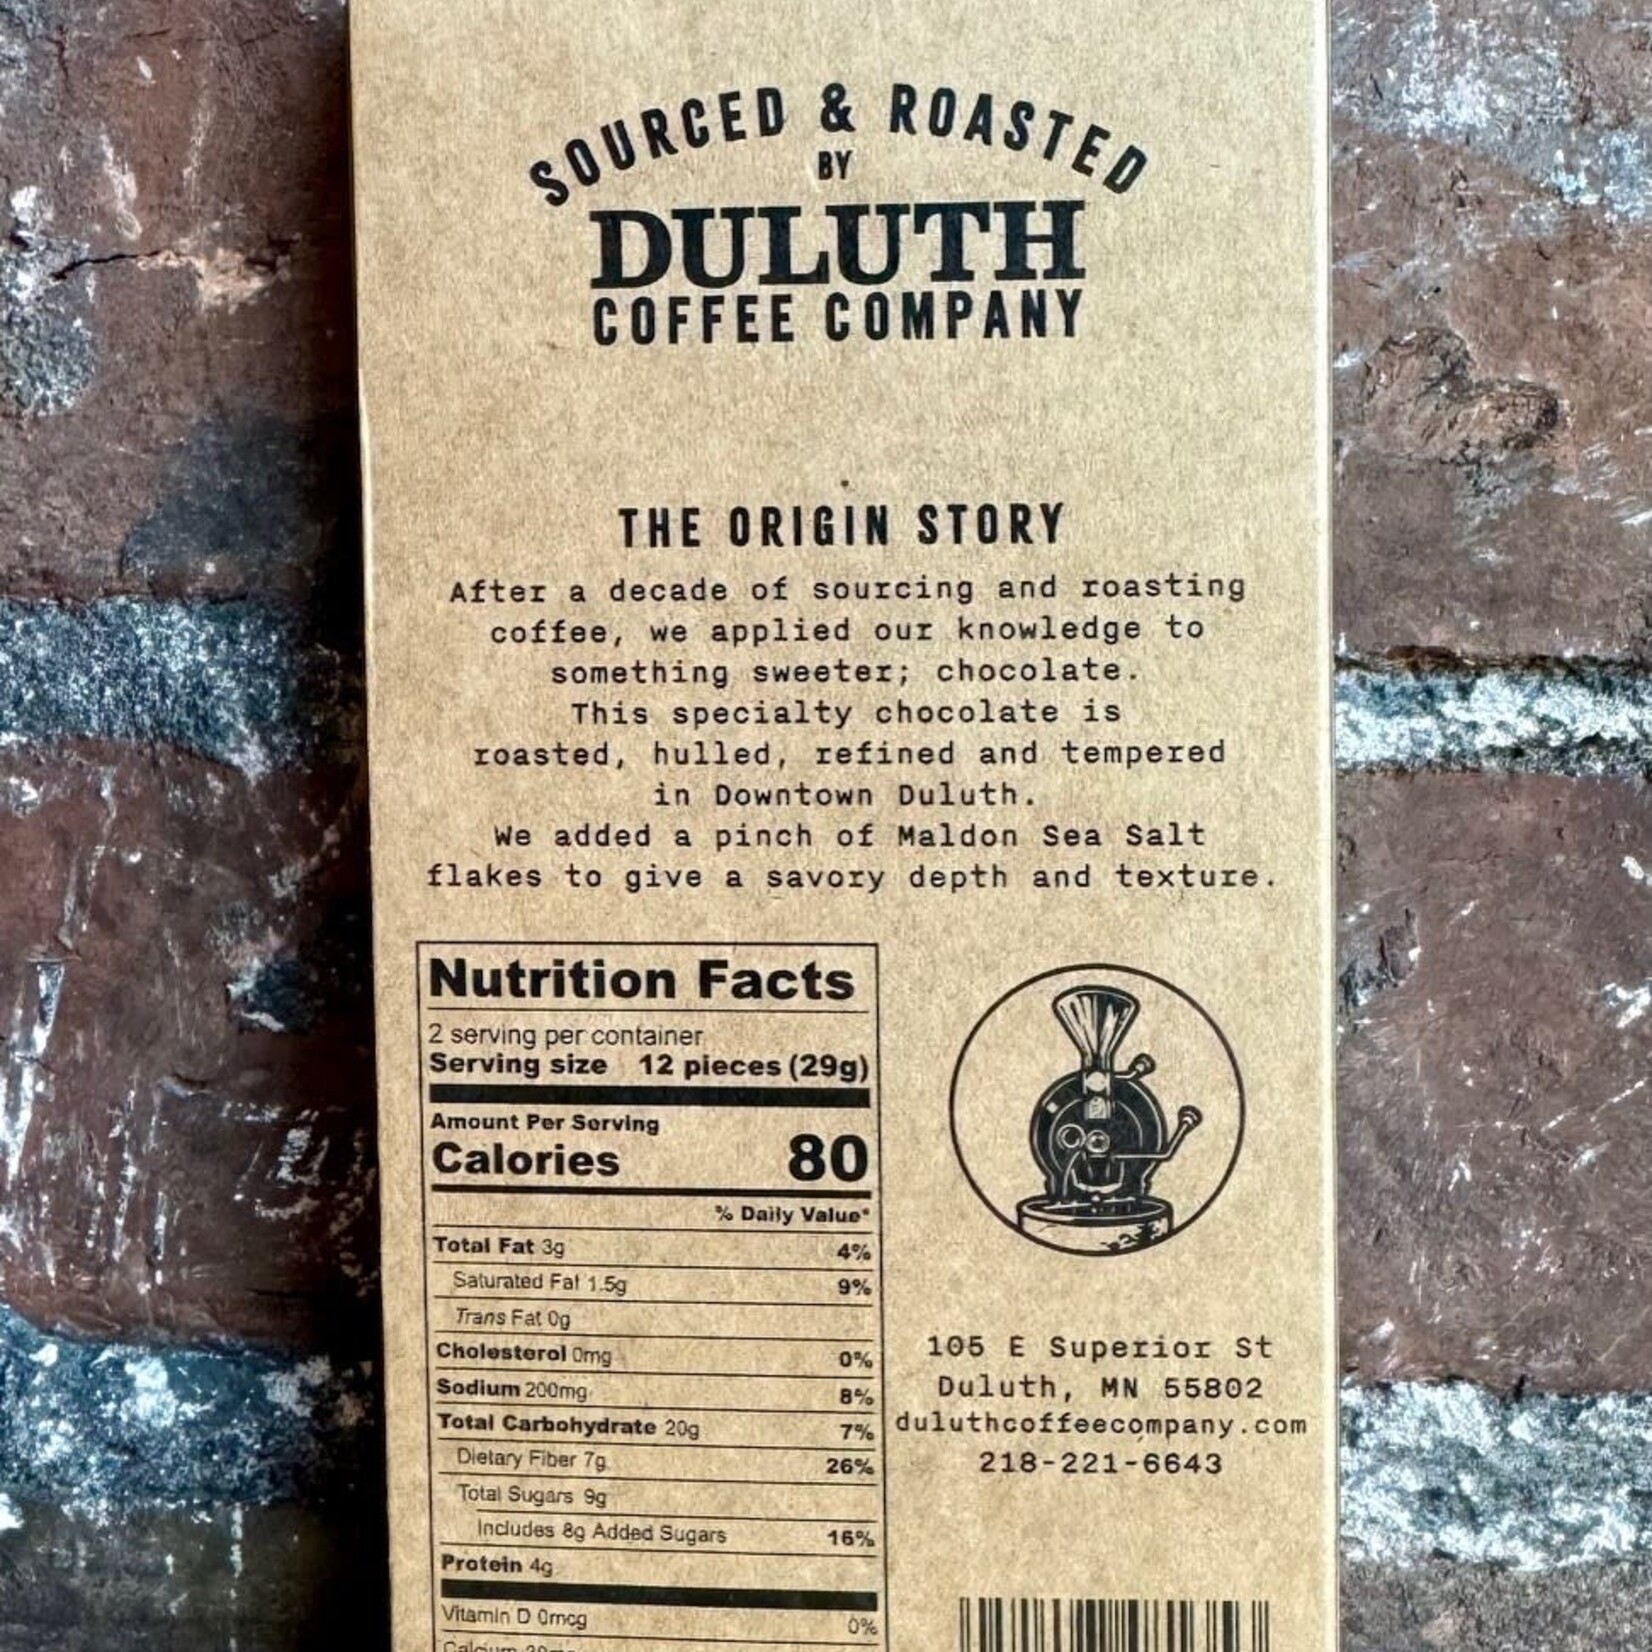 SOURCED & ROASTED
BY
DULUTH
COFFEE COMPANY
THE ORIGIN STORY
After a decade of sourcing and roasting
coffee, we applied our knowledge to
something sweeter; chocolate.
This specialty chocolate is
roasted, hulled, refined and tempered
in Downtown Duluth.
We added a pinch of Maldon Sea Salt
flakes to give a savory depth and texture.
Nutrition Facts
2 serving per container
Serving size 12 pieces (29g)
Amount Per Serving
Calories 80
% Daily Value*
Total Fat 3g 4%
Saturated Fat 1.5g 9%
Trans Fat 0g
Cholesterol 0mg 0%
Sodium 200mg 8%
Total Carbohydrate 20g 7%
Dietary Fiber 7g 26%
Total Sugars 9g
Includes 8g Added Sugars 16%
Protein 4g
Vitamin D 0mcg 0%
Calcium
105 E Superior St
Duluth, MN 55802
duluthcoffeecompany.com
218-221-6643